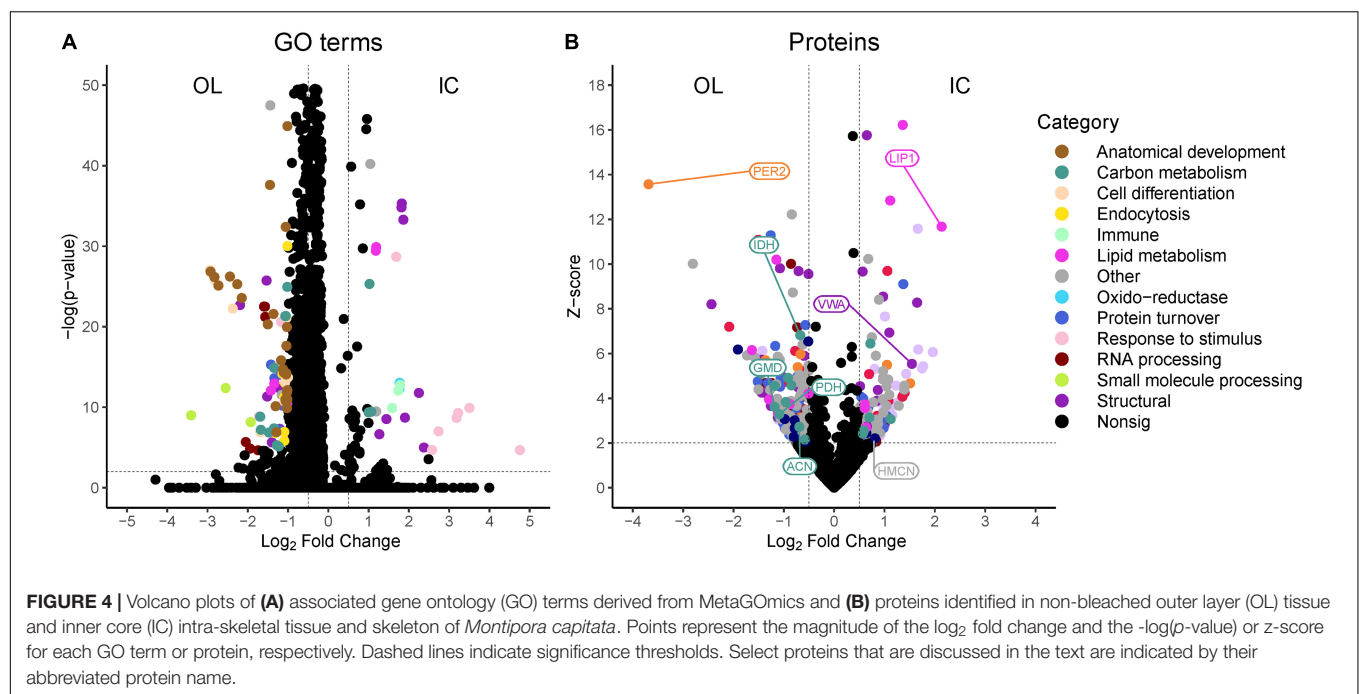 A
GO terms
OL
IC
50
40
30
20
10
0
−log(p−value)
−5
−4
−3
−2
−1
0
1
2
3
4
5
Log2 Fold Change
B
Proteins
OL
IC
18
16
14
12
10
8
6
4
2
0
Z−score
PER2
LIP1
IDH
VWA
GMD
PDH
ACN
HMCN
−4
−3
−2
−1
0
1
2
3
4
Log2 Fold Change
Category
Anatomical development
Carbon metabolism
Cell differentiation
Endocytosis
Immune
Lipid metabolism
Other
Oxido−reductase
Protein turnover
Response to stimulus
RNA processing
Small molecule processing
Structural
Nonsig
FIGURE 4 | Volcano plots of (A) associated gene ontology (GO) terms derived from MetaGOmics and (B) proteins identified in non-bleached outer layer (OL) tissue
and inner core (IC) intra-skeletal tissue and skeleton of Montipora capitata. Points represent the magnitude of the log2 fold change and the -log(p-value) or z-score
for each GO term or protein, respectively. Dashed lines indicate significance thresholds. Select proteins that are discussed in the text are indicated by their
abbreviated protein name.